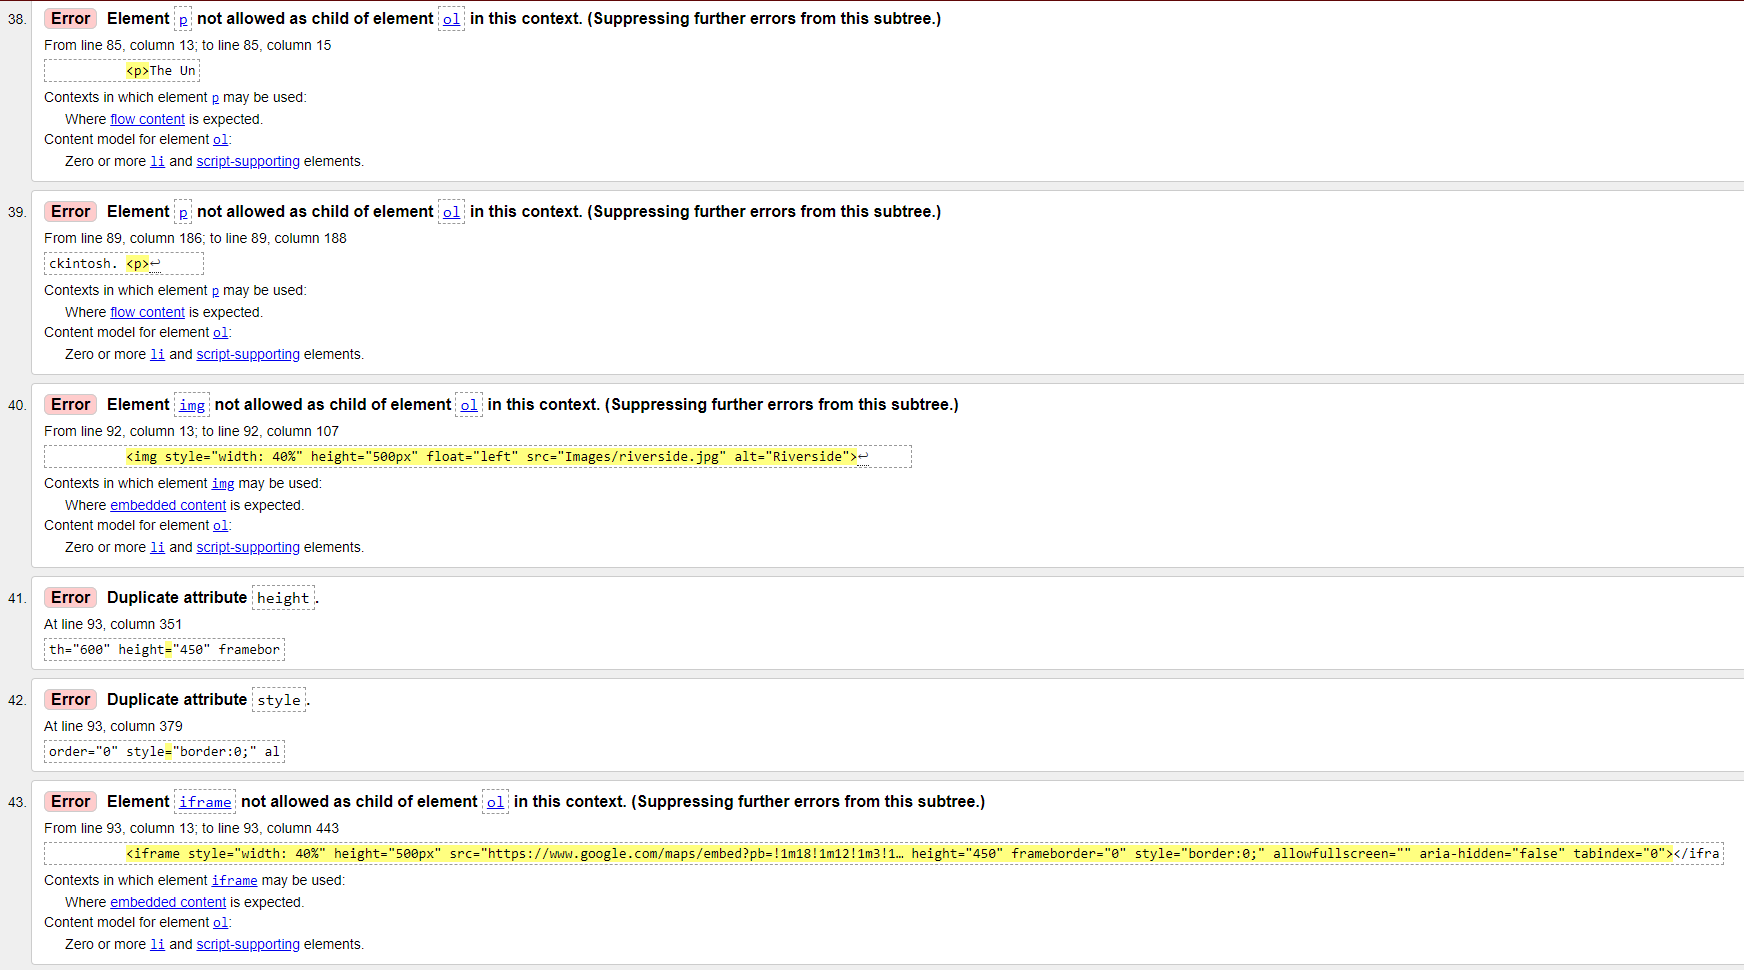 38. Error Element p not allowed as child of element ol in this context. (Suppressing further errors from this subtree.)
From line 85, column 13; to line 85, column 15
<p>The Un
Contexts in which element p may be used:
Where flow content is expected.
Content model for element ol:
Zero or more li and script-supporting elements.
39. Error Element p not allowed as child of element ol in this context. (Suppressing further errors from this subtree.)
From line 89, column 186; to line 89, column 188
ckintosh. <p>↩
Contexts in which element p may be used:
Where flow content is expected.
Content model for element ol:
Zero or more li and script-supporting elements.
40. Error Element img not allowed as child of element ol in this context. (Suppressing further errors from this subtree.)
From line 92, column 13; to line 92, column 107
<img style="width: 40%" height="500px" float="left" src="Images/riverside.jpg" alt="Riverside">↩
Contexts in which element img may be used:
Where embedded content is expected.
Content model for element ol:
Zero or more li and script-supporting elements.
41. Error Duplicate attribute height.
At line 93, column 351
th="600" height="450" framebor
42. Error Duplicate attribute style.
At line 93, column 379
order="0" style="border:0;" al
43. Error Element iframe not allowed as child of element ol in this context. (Suppressing further errors from this subtree.)
From line 93, column 13; to line 93, column 443
<iframe style="width: 40%" height="500px" src="https://www.google.com/maps/embed?pb=!1m18!1m12!1m3!1… height="450" frameborder="0" style="border:0;" allowfullscreen="" aria-hidden="false" tabindex="0"></ifra
Contexts in which element iframe may be used:
Where embedded content is expected.
Content model for element ol:
Zero or more li and script-supporting elements.